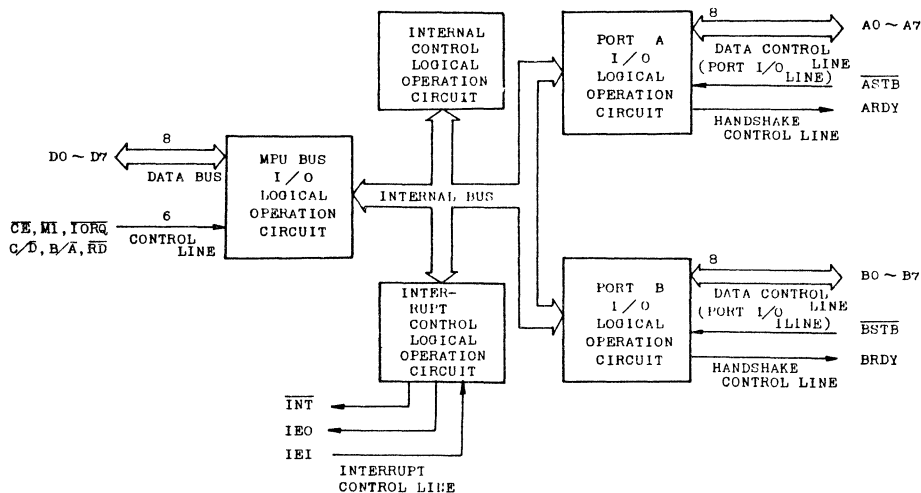 INTERNAL
CONTROL
LOGICAL
OPERATION
CIRCUIT
PORT A
I/O
LOGICAL
OPERATION
CIRCUIT
8
A0~A7
DATA CONTROL LINE
(PORT I/O LINE)
ASTB
ARDY
HANDSHAKE
CONTROL LINE
8
D0~D7
DATA BUS
MPU BUS
I/O
LOGICAL
OPERATION
CIRCUIT
INTERNAL BUS
6
CE, M1, IORQ
C/D, B/A, RD
CONTROL
LINE
INTER-
RUPT
CONTROL
LOGICAL
OPERATION
CIRCUIT
PORT B
I/O
LOGICAL
OPERATION
CIRCUIT
8
B0~B7
DATA CONTROL LINE
(PORT I/O
ILINE)
BSTB
BRDY
HANDSHAKE
CONTROL LINE
INT
IEO
IEI
INTERRUPT
CONTROL LINE